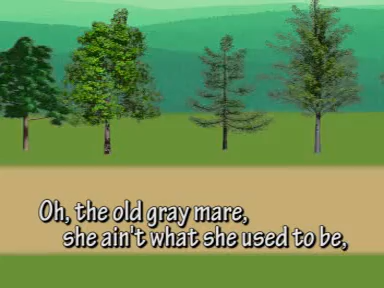 Oh, the old gray mare,
she ain't what she used to be,